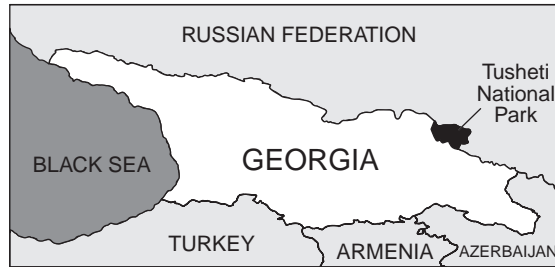 RUSSIAN FEDERATION
Tusheti
National
Park
BLACK SEA
GEORGIA
TURKEY
ARMENIA
AZERBAIJAN